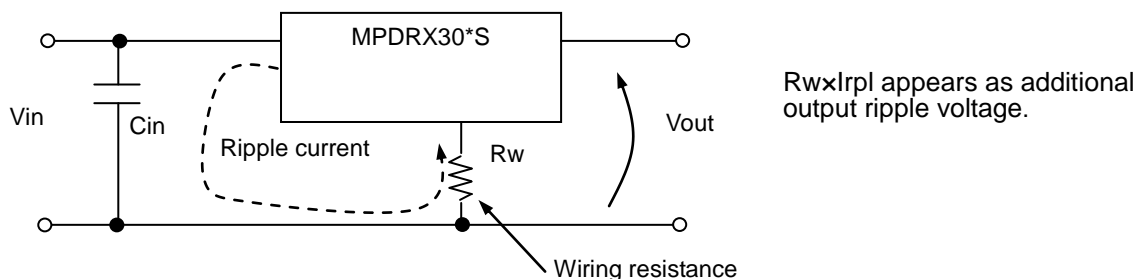 MPDRX30*S
Rw×Irpl appears as additional
output ripple voltage.
Vin
Cin
Vout
Ripple current
Rw
Wiring resistance